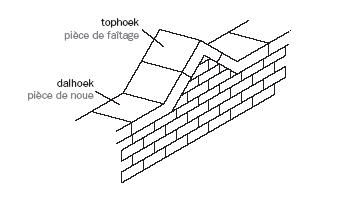 tophoek
pièce de faîtage
dalhoek
pièce de noue